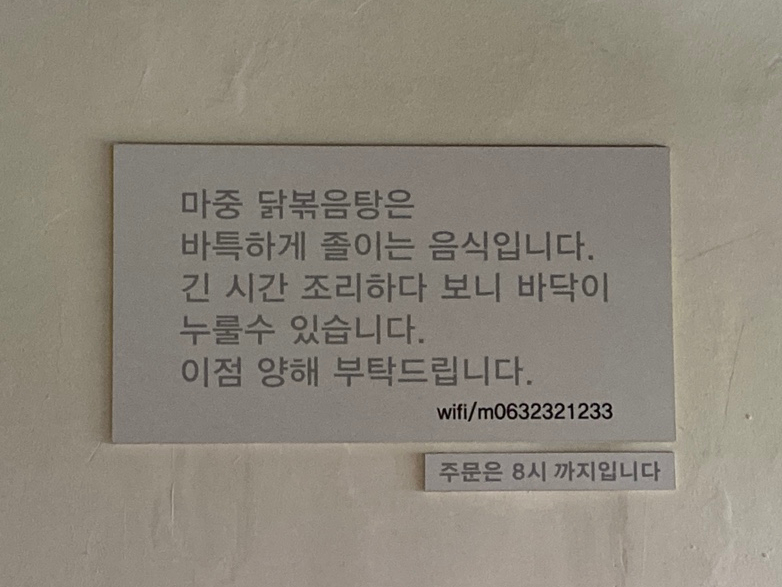 마중 닭볶음탕은
바특하게 졸이는 음식입니다.
긴 시간 조리하다 보니 바닥이
누룰수 있습니다.
이점 양해 부탁드립니다.
wifi/m0632321233
주문은 8시 까지입니다